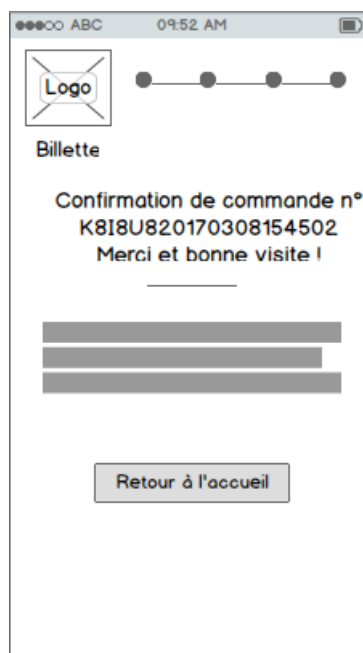 ABC 09:52 AM
Logo
Billette
Confirmation de commande n°
K8I8U820170308154502
Merci et bonne visite !
Retour à l'accueil